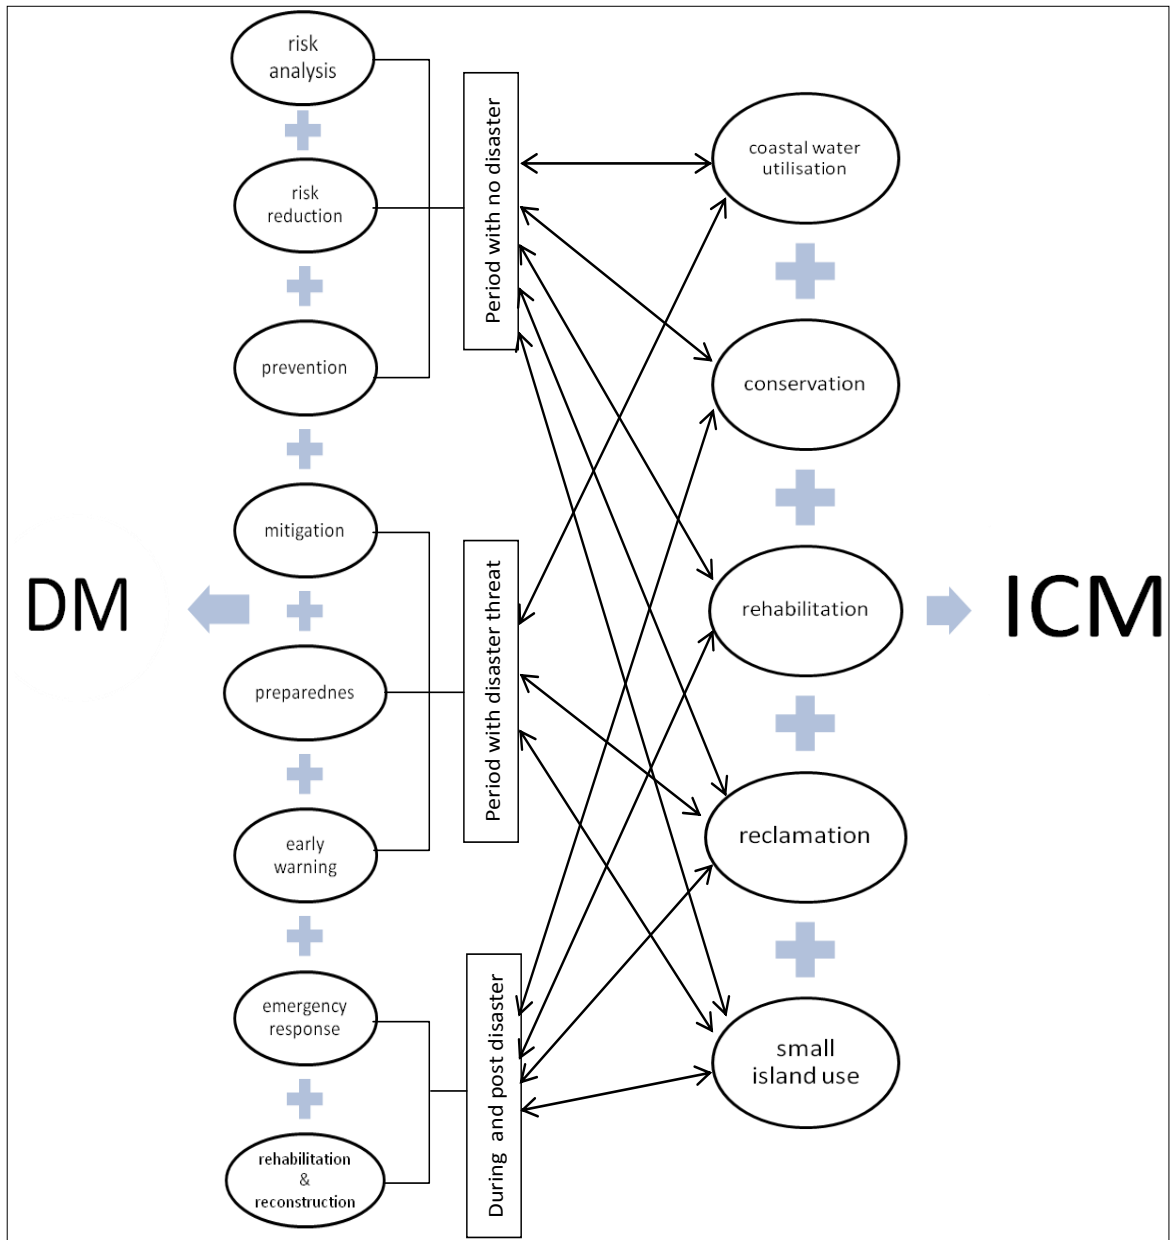 DM
risk
analysis
risk
reduction
prevention
mitigation
preparednes
early
warning
emergency
response
rehabilitation
&
reconstruction
Period with no disaster
Period with disaster threat
During and post disaster
coastal water
utilisation
conservation
rehabilitation
reclamation
small
island use
ICM